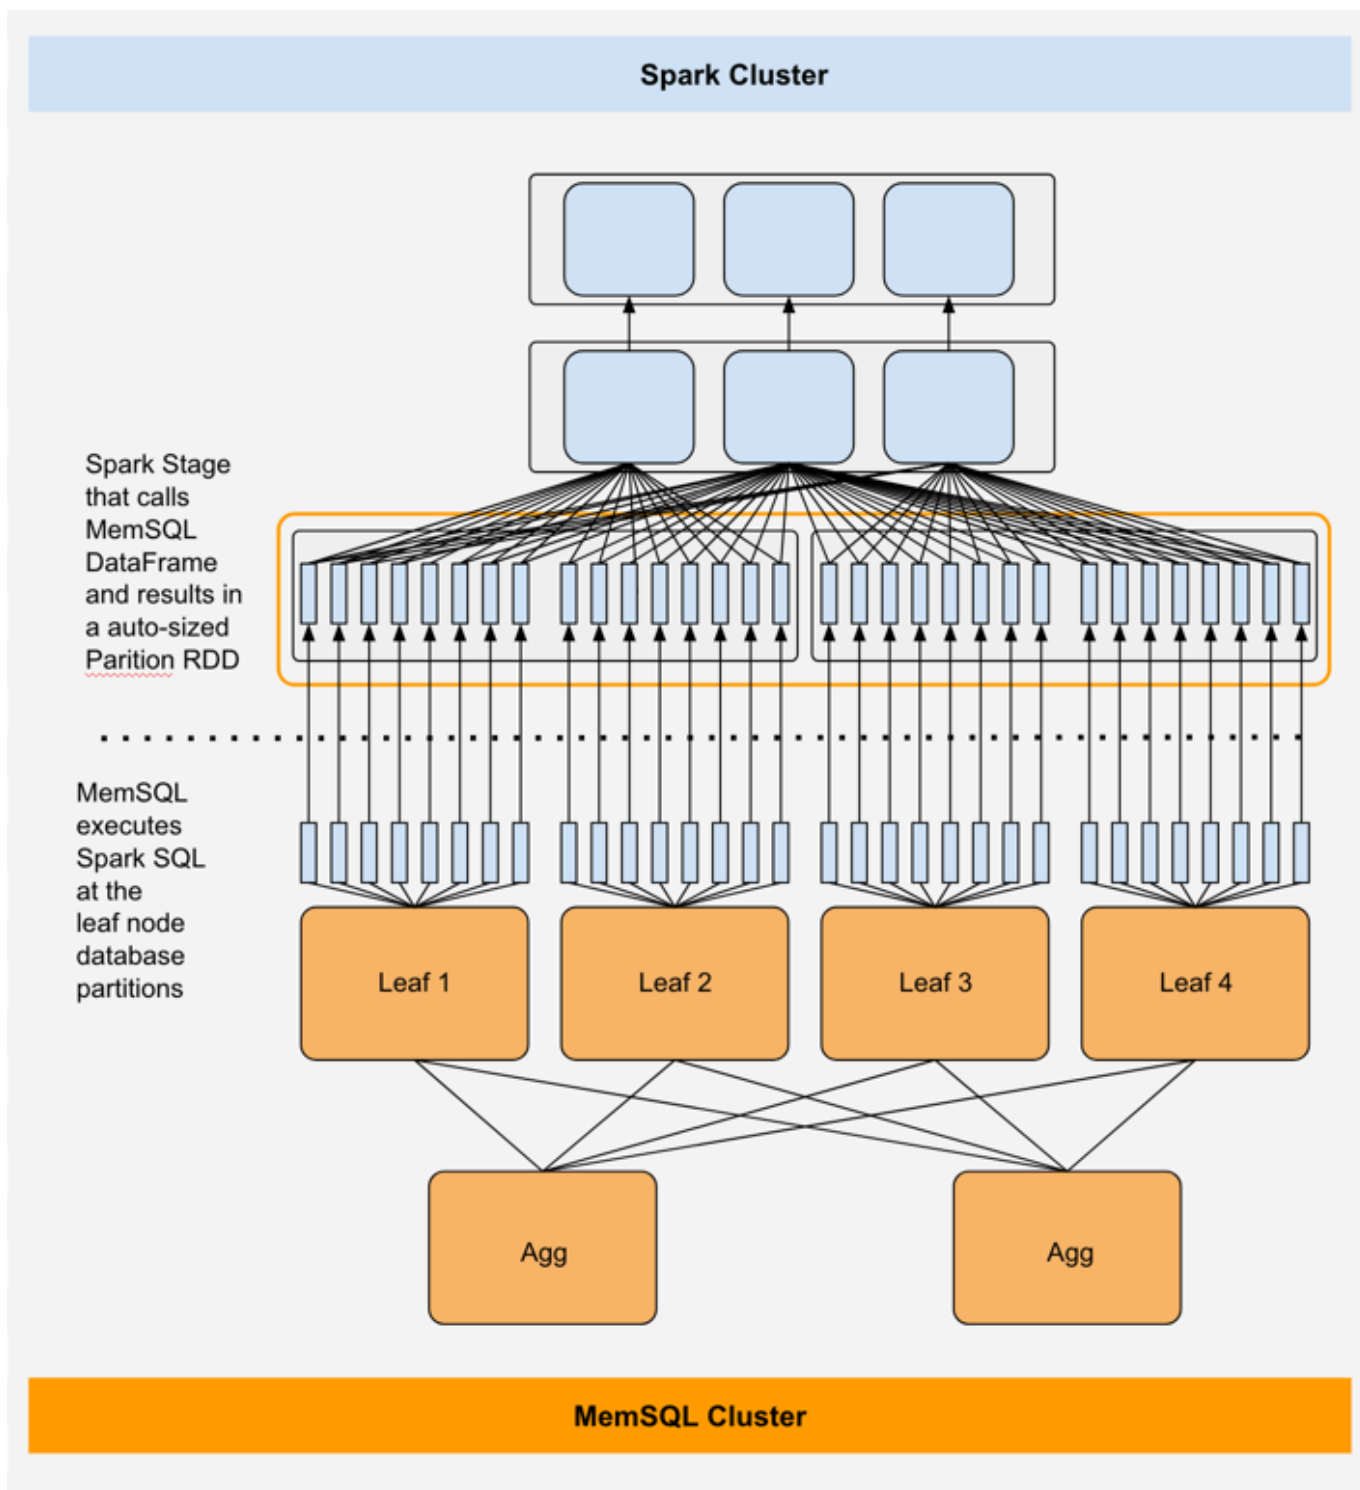 Spark Cluster
Spark Stage
that calls
MemSQL
DataFrame
and results in
a auto-sized
Parition RDD
MemSQL
executes
Spark SQL
at the
leaf node
database
partitions
Leaf 1
Leaf 2
Leaf 3
Leaf 4
Agg
Agg
MemSQL Cluster